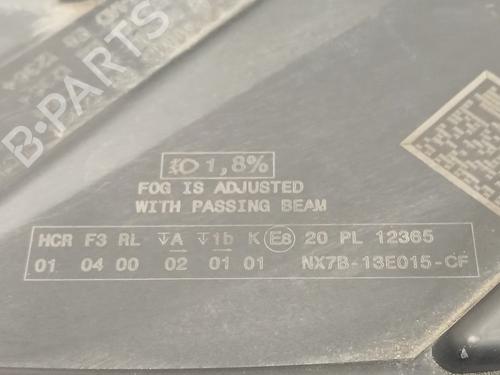 B-PARTS
1,8%
FOG IS ADJUSTED
WITH PASSING BEAM
HCR F3 RL A 1b K E8 20 PL 12365
01 04 00 02 01 01 NX7B-13E015-CF